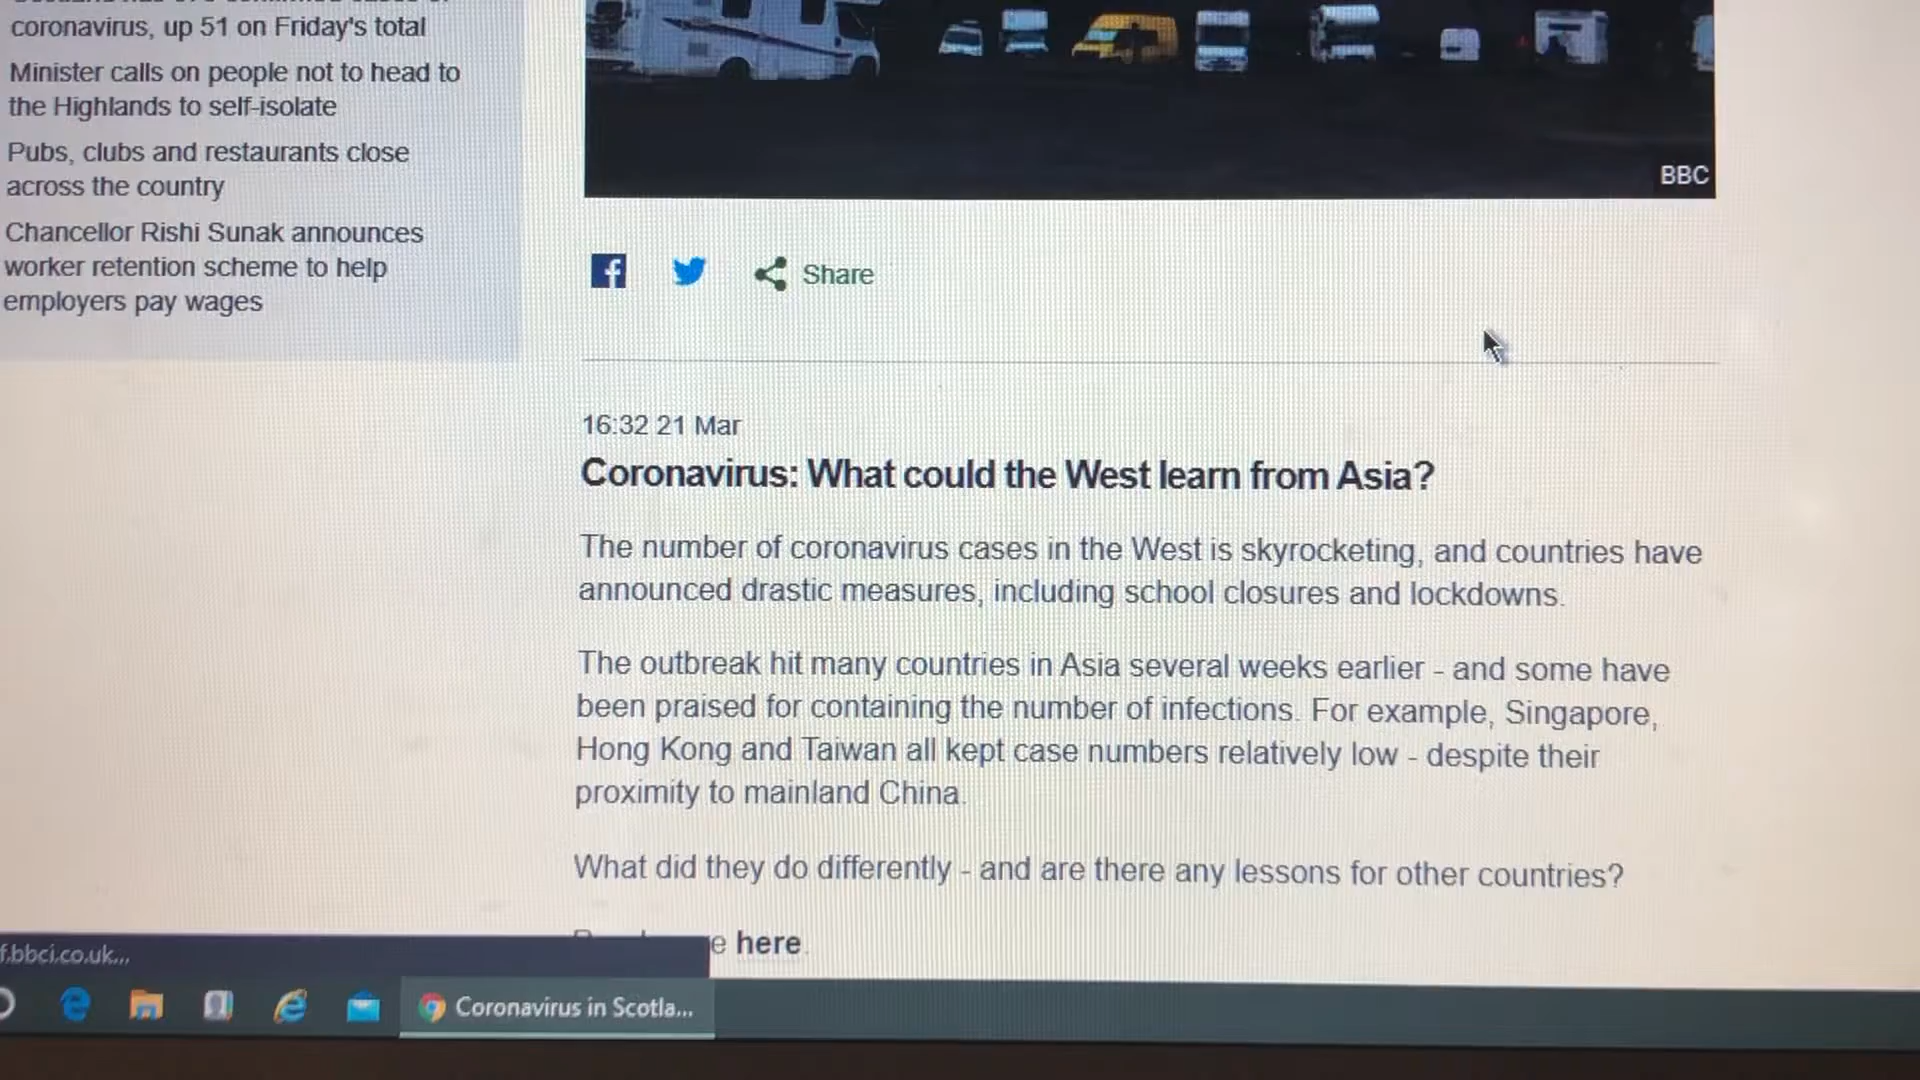 coronavirus, up 51 on Friday's total
Minister calls on people not to head to
the Highlands to self-isolate
Pubs, clubs and restaurants close
across the country
Chancellor Rishi Sunak announces
worker retention scheme to help
employers pay wages
BBC
Share
16:32 21 Mar
Coronavirus: What could the West learn from Asia?
The number of coronavirus cases in the West is skyrocketing, and countries have
announced drastic measures, including school closures and lockdowns.
The outbreak hit many countries in Asia several weeks earlier - and some have
been praised for containing the number of infections. For example, Singapore,
Hong Kong and Taiwan all kept case numbers relatively low - despite their
proximity to mainland China.
What did they do differently - and are there any lessons for other countries?
here.
f.bbci.co.uk...
Coronavirus in Scotla...